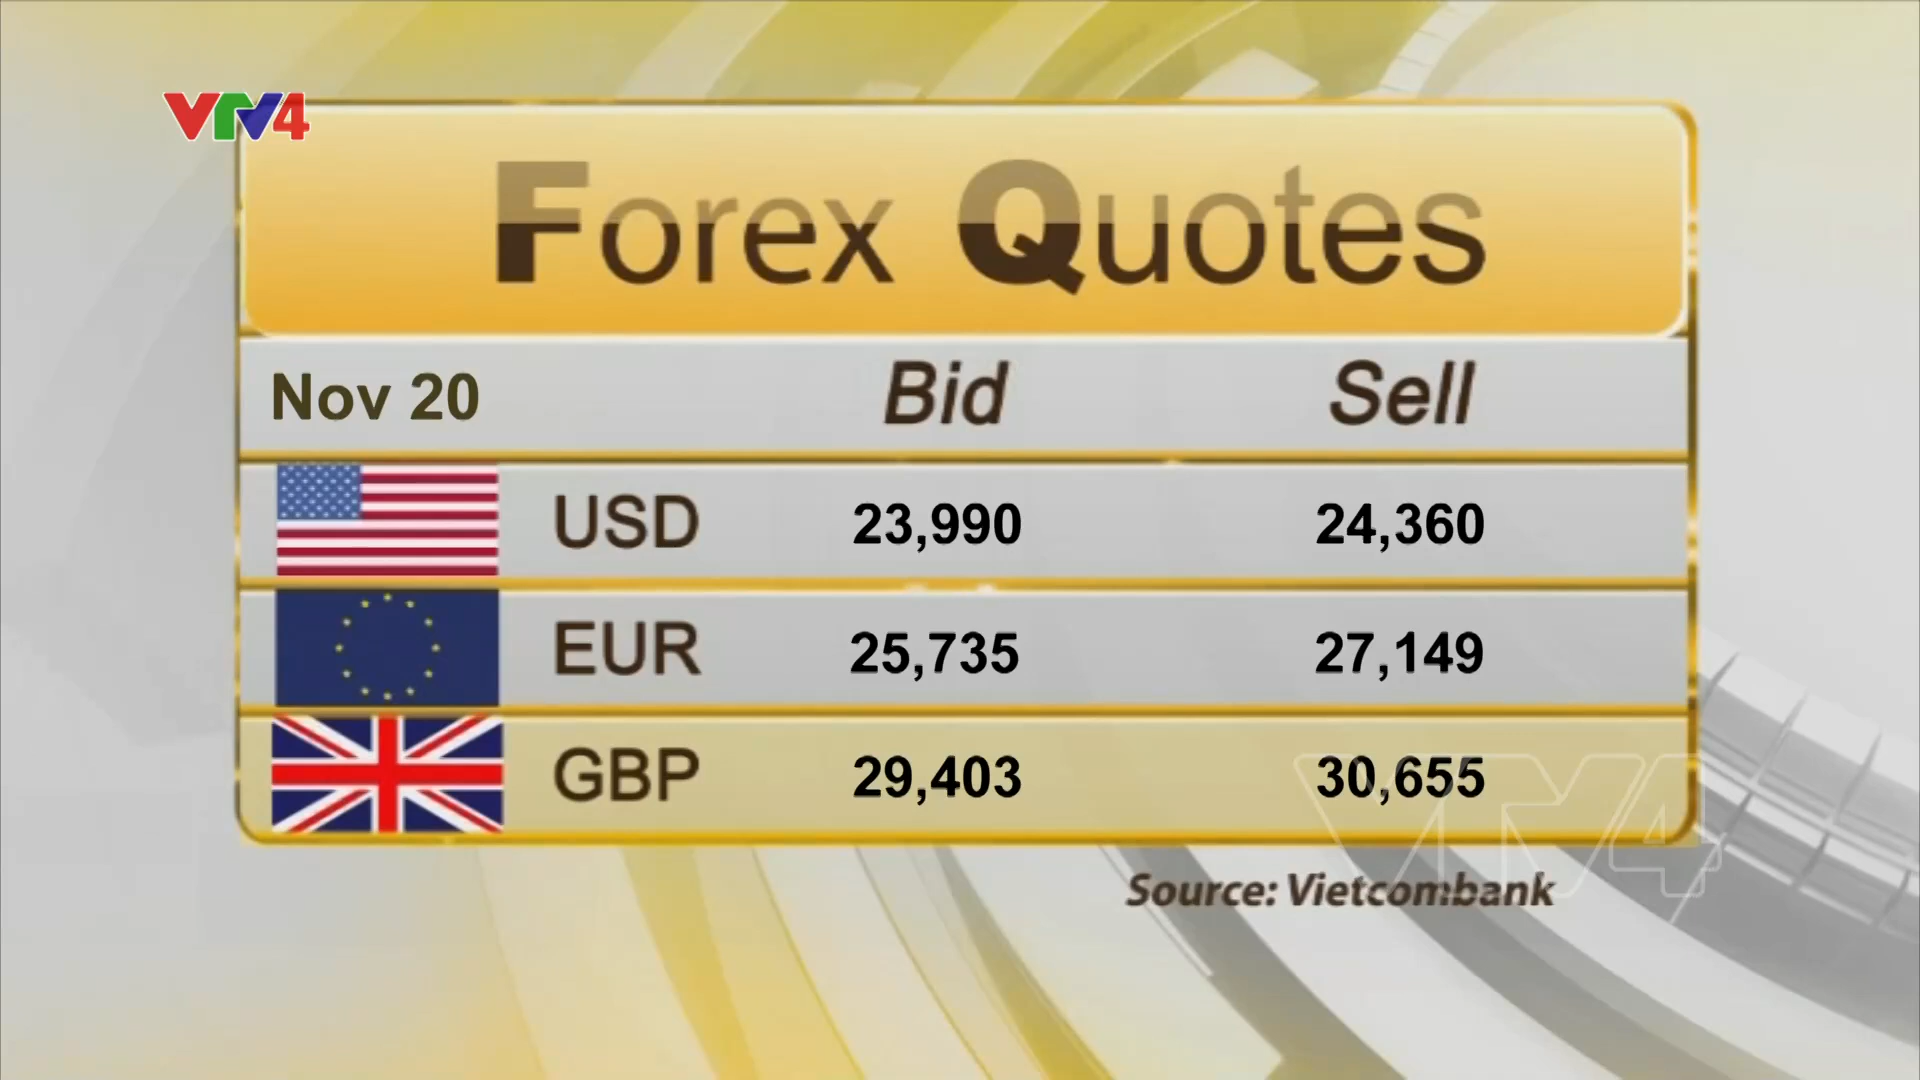 VTV4
Forex Quotes
Nov 20 Bid Sell
USD 23,990 24,360
EUR 25,735 27,149
GBP 29,403 30,655
VTV4
Source: Vietcombank